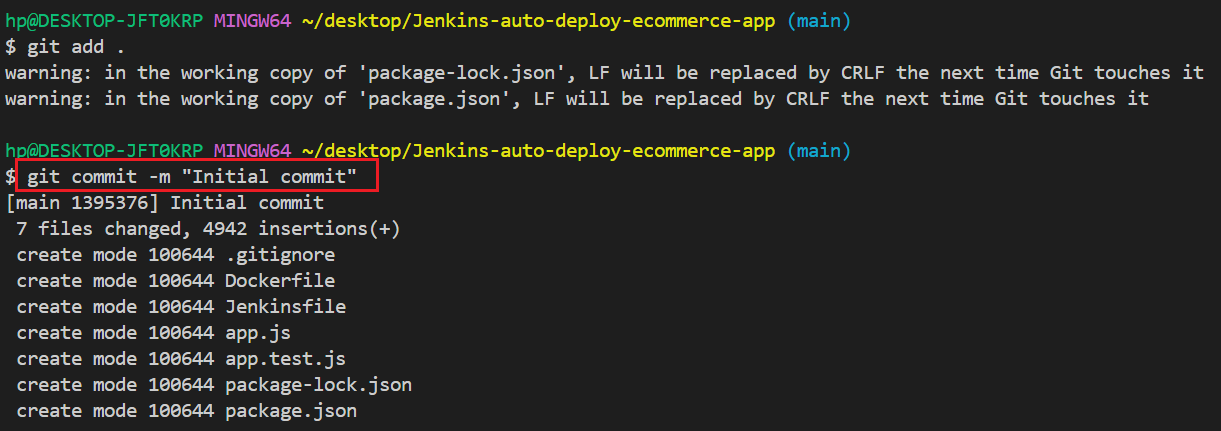 hp@DESKTOP-JFT0KRP MINGW64 ~/desktop/Jenkins-auto-deploy-ecommerce-app (main)
$ git add .
warning: in the working copy of 'package-lock.json', LF will be replaced by CRLF the next time Git touches it
warning: in the working copy of 'package.json', LF will be replaced by CRLF the next time Git touches it
hp@DESKTOP-JFT0KRP MINGW64 ~/desktop/Jenkins-auto-deploy-ecommerce-app (main)
$ git commit -m "Initial commit"
[main 1395376] Initial commit
 7 files changed, 4942 insertions(+)
 create mode 100644 .gitignore
 create mode 100644 Dockerfile
 create mode 100644 Jenkinsfile
 create mode 100644 app.js
 create mode 100644 app.test.js
 create mode 100644 package-lock.json
 create mode 100644 package.json